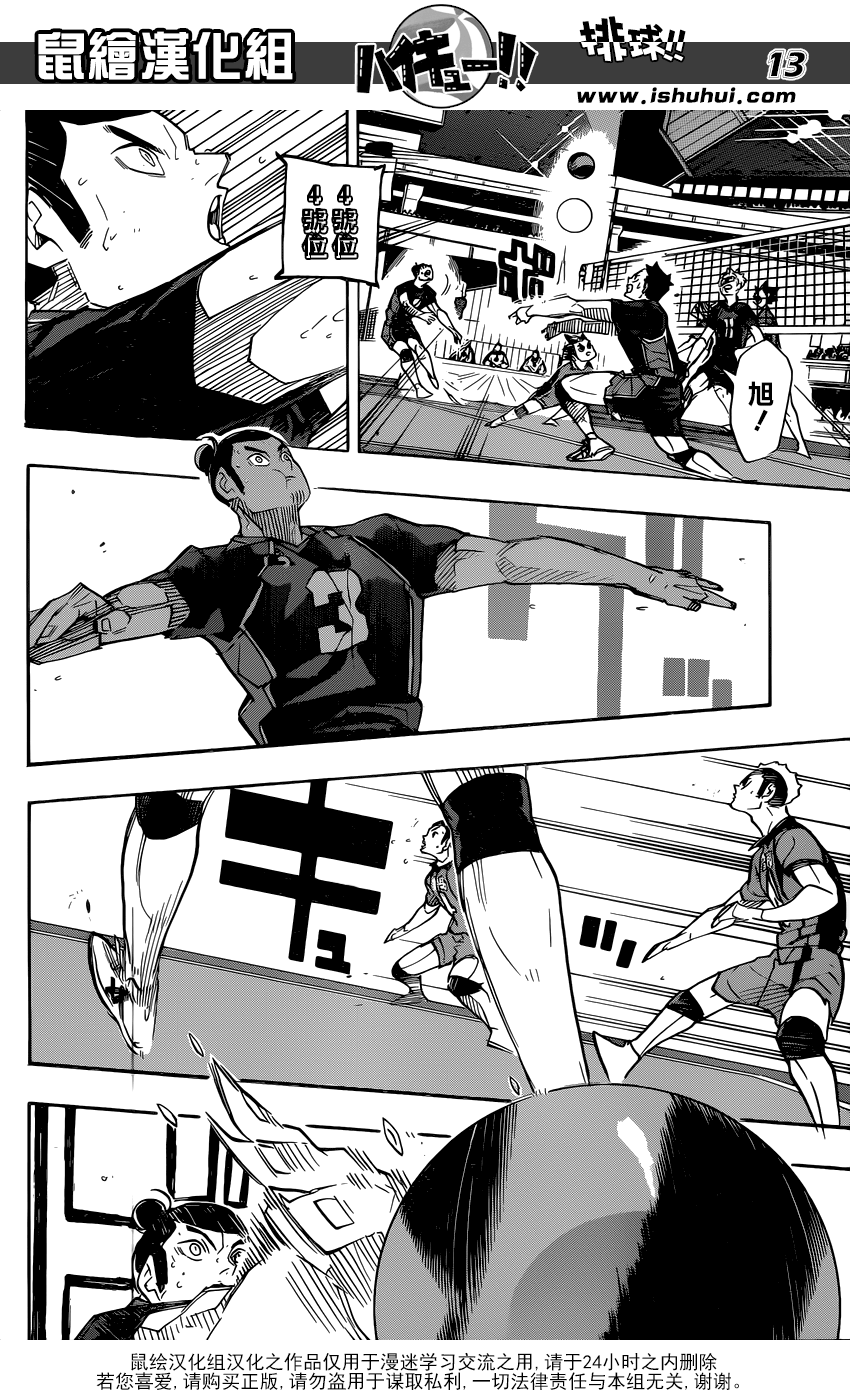 鼠繪漢化組
ハイキュー!!
排球!!
13
www.ishuhui.com
旭!
4號位
4號位
11
3
キュ
バッ
鼠绘汉化组汉化之作品仅用于漫迷学习交流之用, 请于24小时之内删除
若您喜爱, 请购买正版, 请勿盗用于谋取私利, 一切法律责任与本组无关, 谢谢。